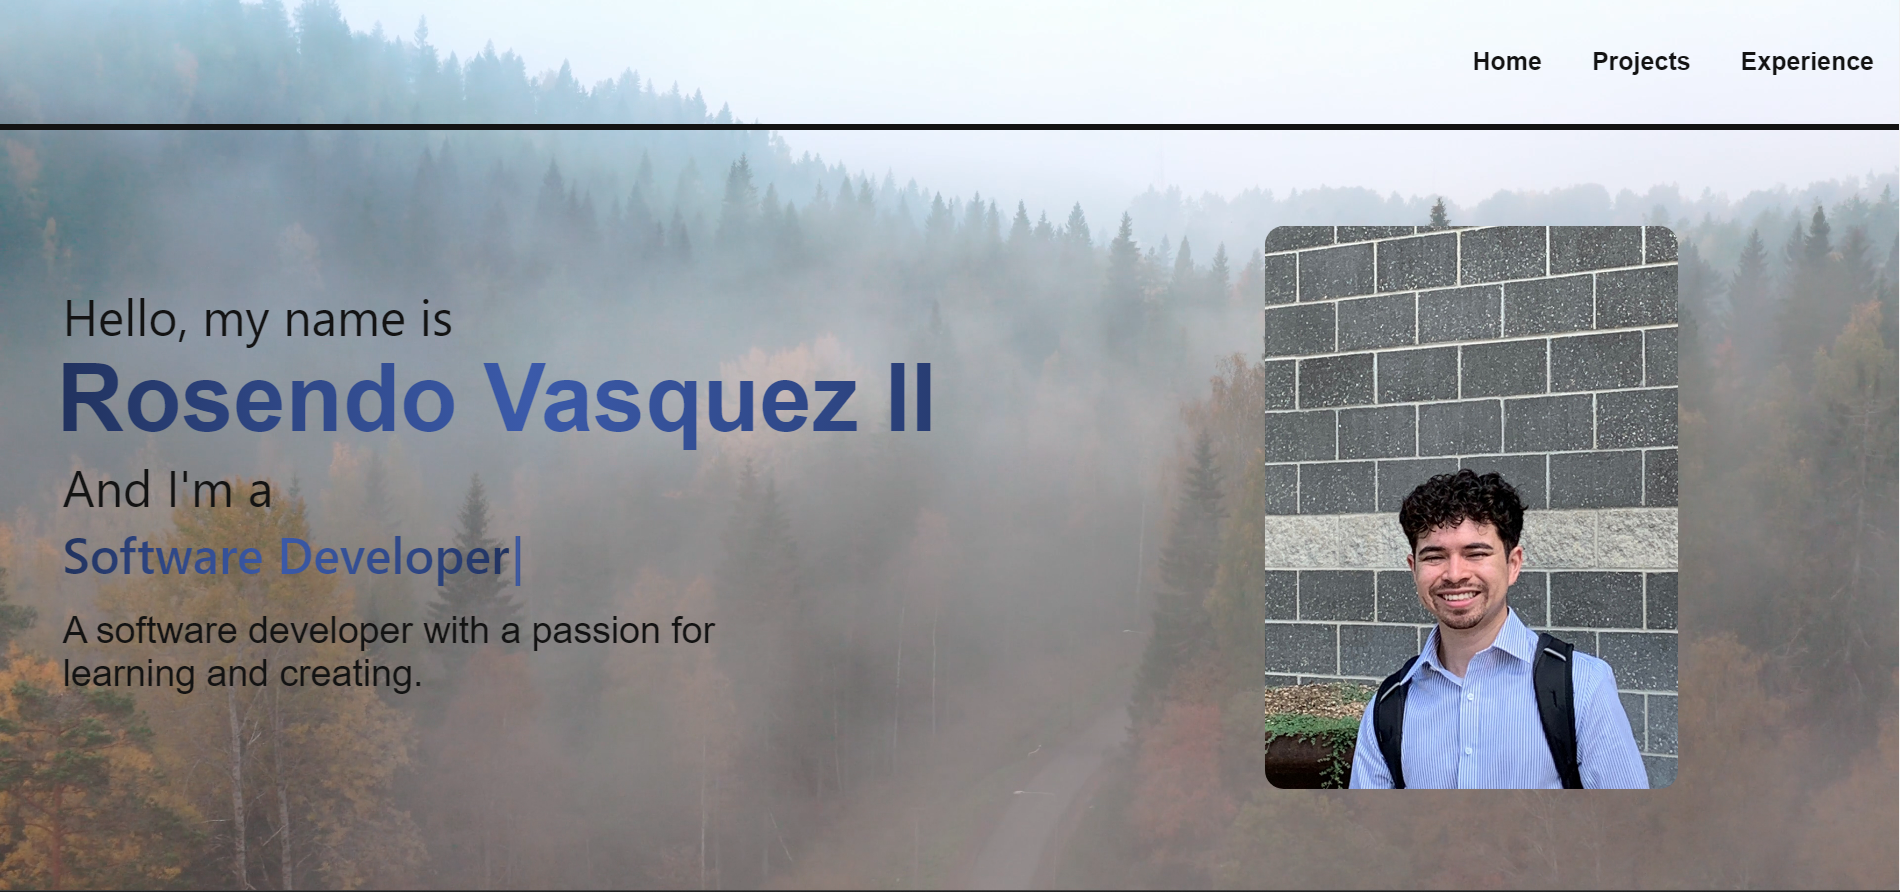 Home Projects Experience
Hello, my name is
Rosendo Vasquez II
And I'm a
Software Developer|
A software developer with a passion for
learning and creating.